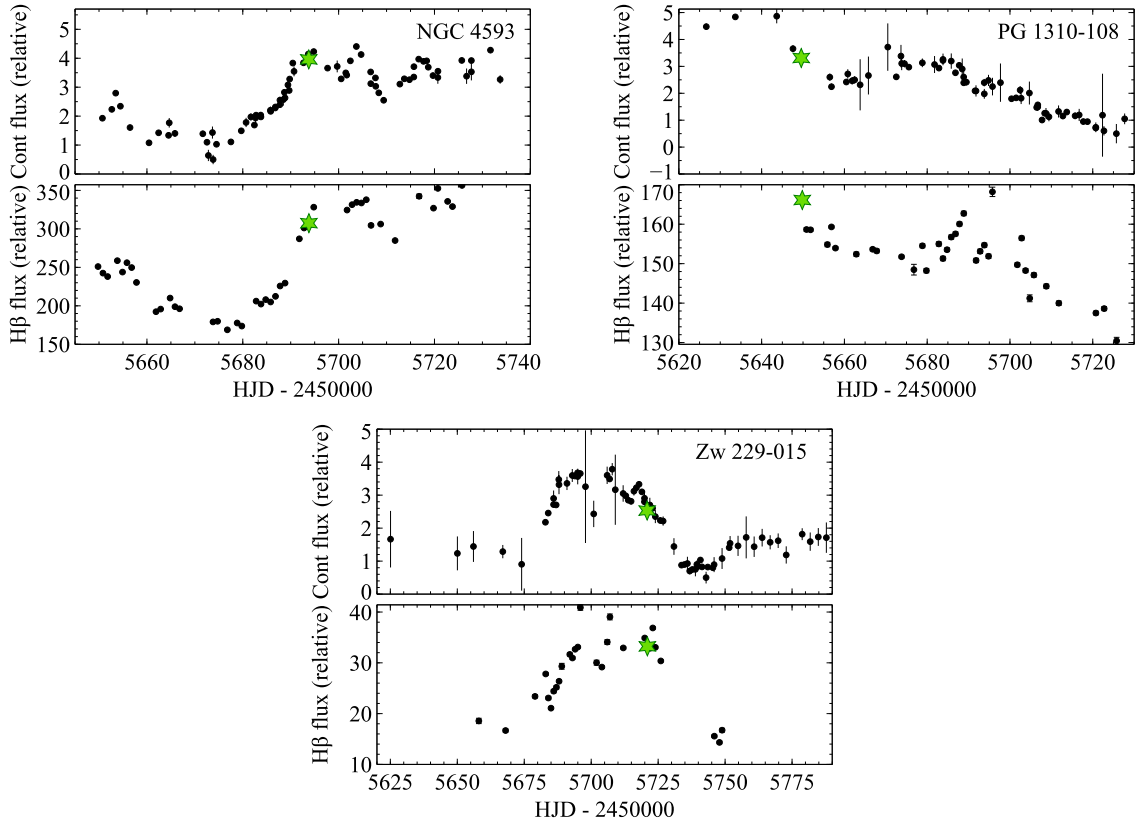 NGC 4593
Cont flux (relative)
5
4
3
2
1
0
Hβ flux (relative)
350
300
250
200
150
5660 5680 5700 5720 5740
HJD - 2450000
PG 1310-108
Cont flux (relative)
5
4
3
2
1
0
−1
Hβ flux (relative)
170
160
150
140
130
5620 5640 5660 5680 5700 5720
HJD - 2450000
Zw 229-015
Cont flux (relative)
5
4
3
2
1
0
Hβ flux (relative)
40
30
20
10
5625 5650 5675 5700 5725 5750 5775
HJD - 2450000